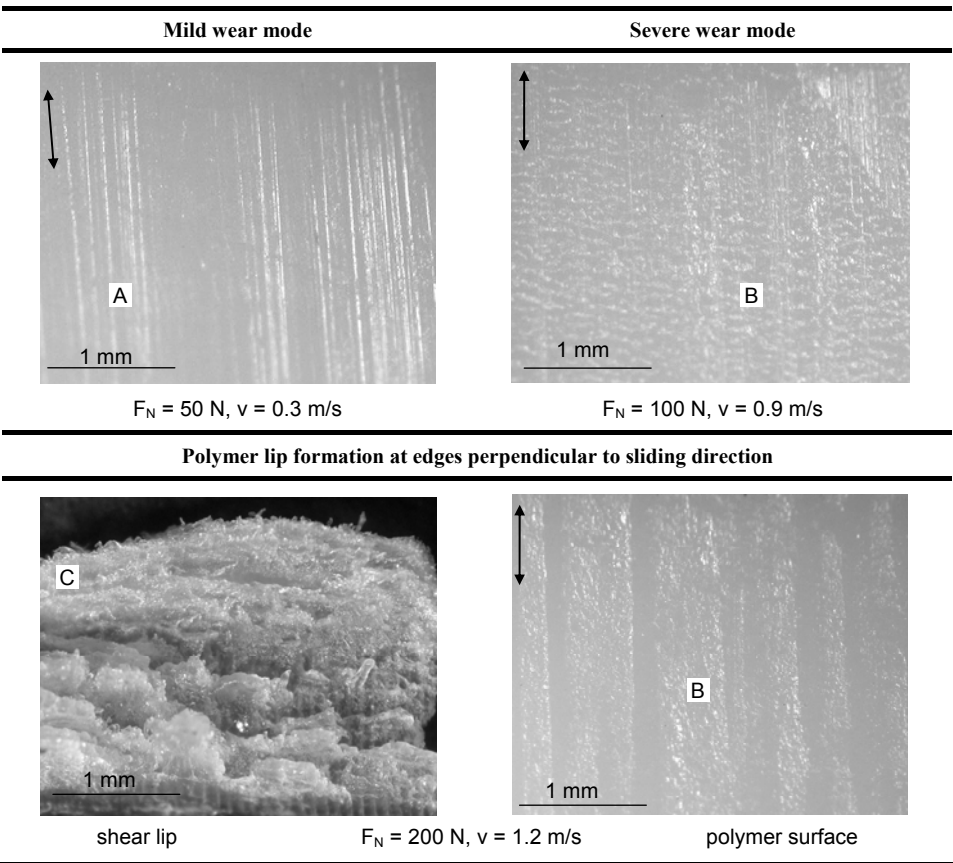 Mild wear mode Severe wear mode
A
1 mm
B
1 mm
F_N = 50 N, v = 0.3 m/s F_N = 100 N, v = 0.9 m/s
Polymer lip formation at edges perpendicular to sliding direction
C
1 mm
B
1 mm
shear lip F_N = 200 N, v = 1.2 m/s polymer surface